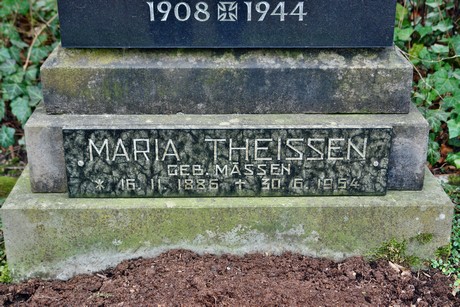 1908 ✠ 1944
MARIA THEISSEN
GEB. MASSEN
* 16.11.1886 + 30.6.1954